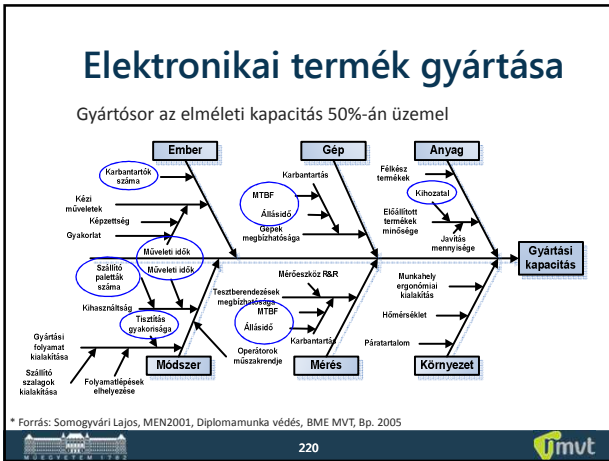 Elektronikai termék gyártása
Gyártósor az elméleti kapacitás 50%-án üzemel
Ember
Gép
Anyag
Karbantartók
száma
Kézi
műveletek
Képzettség
Gyakorlat
Műveleti idők
Karbantartás
MTBF
Állásidő
Gépek
megbízhatósága
Félkész
termékek
Kihozatal
Előállított
termékek
minősége
Javítás
mennyisége
Gyártási
kapacitás
Szállító
paletták
száma
Műveleti idők
Kihasználtság
Tisztítás
gyakorisága
Gyártási
folyamat
kialakítása
Szállító
szalagok
kialakítása
Folyamatlépések
elhelyezése
Operátorok
műszakrendje
Mérőeszköz R&R
Tesztberendezések
megbízhatósága
MTBF
Állásidő
Karbantartás
Munkahely
ergonómiai
kialakítás
Hőmérséklet
Páratartalom
Módszer
Mérés
Környezet
* Forrás: Somogyvári Lajos, MEN2001, Diplomamunka védés, BME MVT, Bp. 2005
MŰEGYETEM 1782
220
mvt